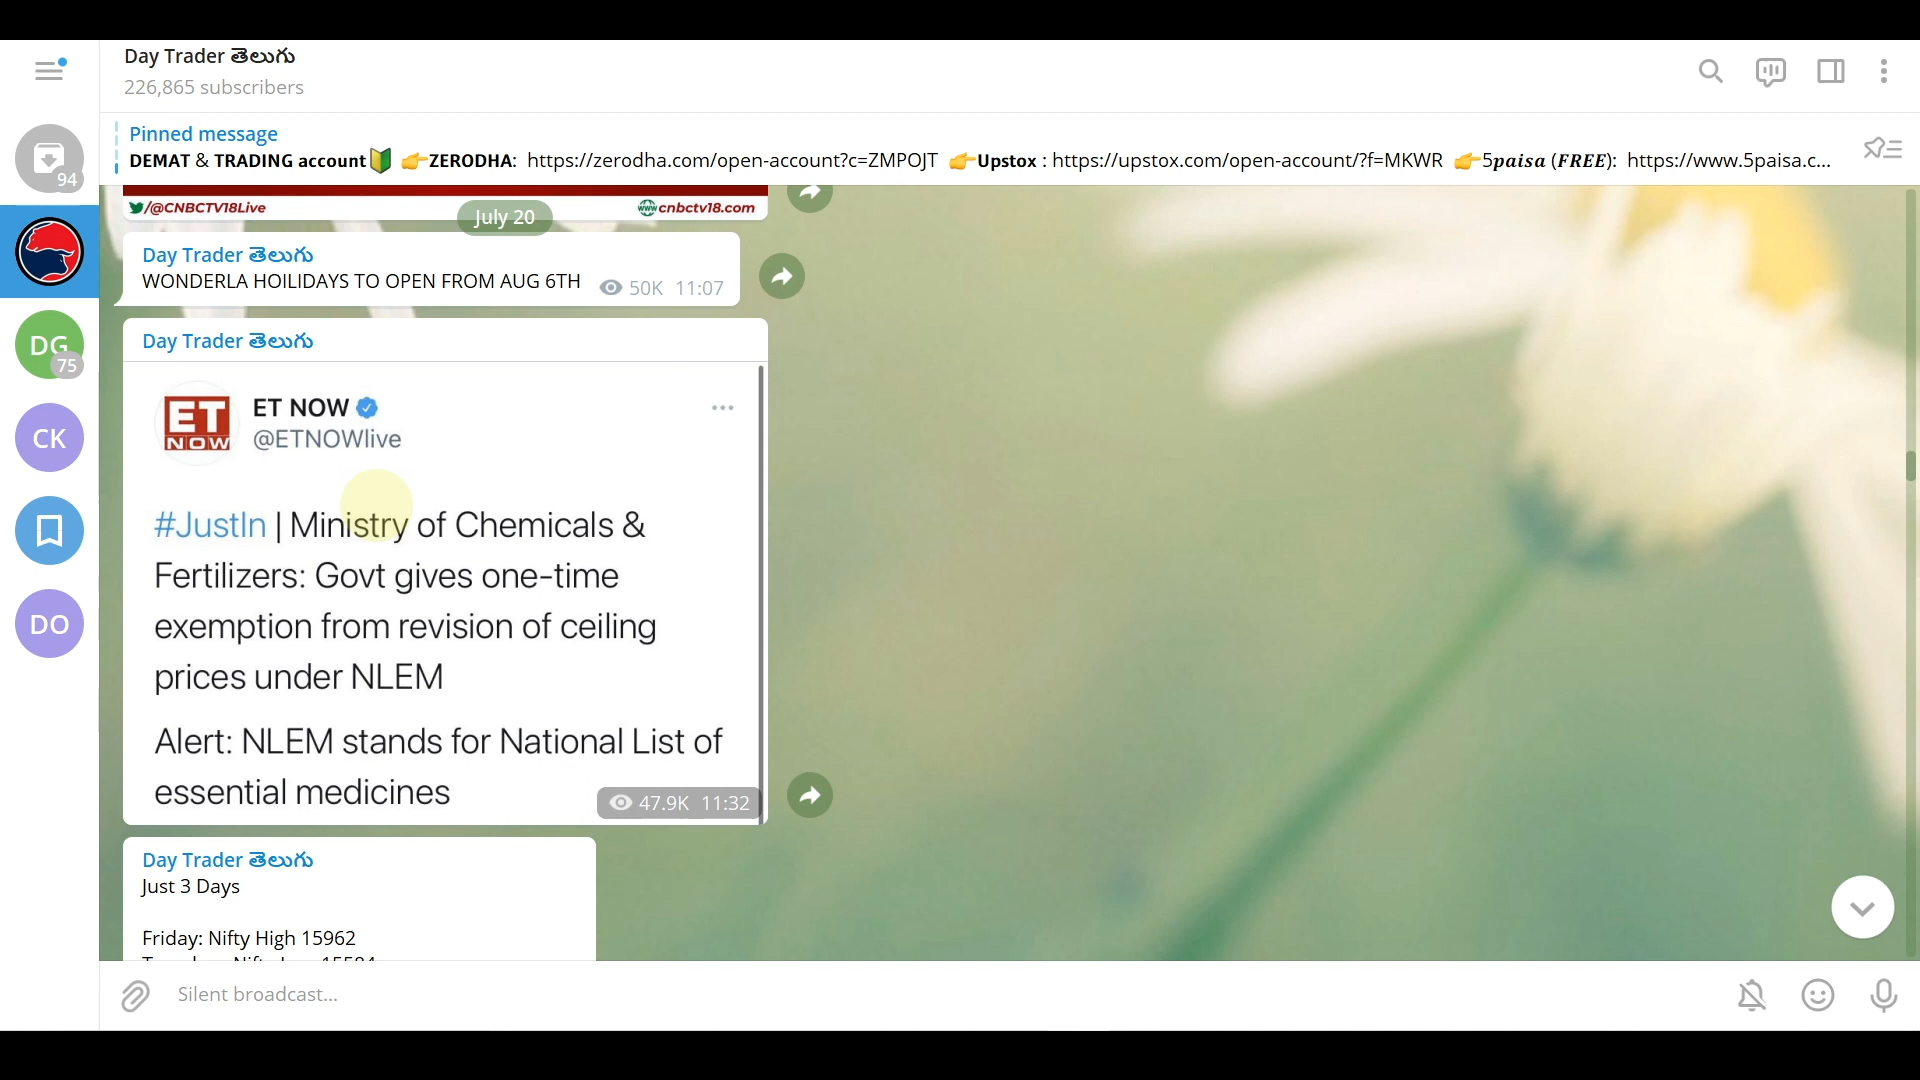 Day Trader తెలుగు
226,865 subscribers
Pinned message
DEMAT & TRADING account🔰 👉ZERODHA: https://zerodha.com/open-account?c=ZMPOJT 👉Upstox : https://upstox.com/open-account/?f=MKWR 👉5paisa (FREE): https://www.5paisa.c...
94
/@CNBCTV18Live
cnbctv18.com
July 20
Day Trader తెలుగు
WONDERLA HOILIDAYS TO OPEN FROM AUG 6TH 50K 11:07
DG
75
Day Trader తెలుగు
ET NOW
ET NOW
@ETNOWlive
CK
#JustIn | Ministry of Chemicals &
Fertilizers: Govt gives one-time
exemption from revision of ceiling
prices under NLEM
DO
Alert: NLEM stands for National List of
essential medicines
47.9K 11:32
Day Trader తెలుగు
Just 3 Days
Friday: Nifty High 15962
Silent broadcast...